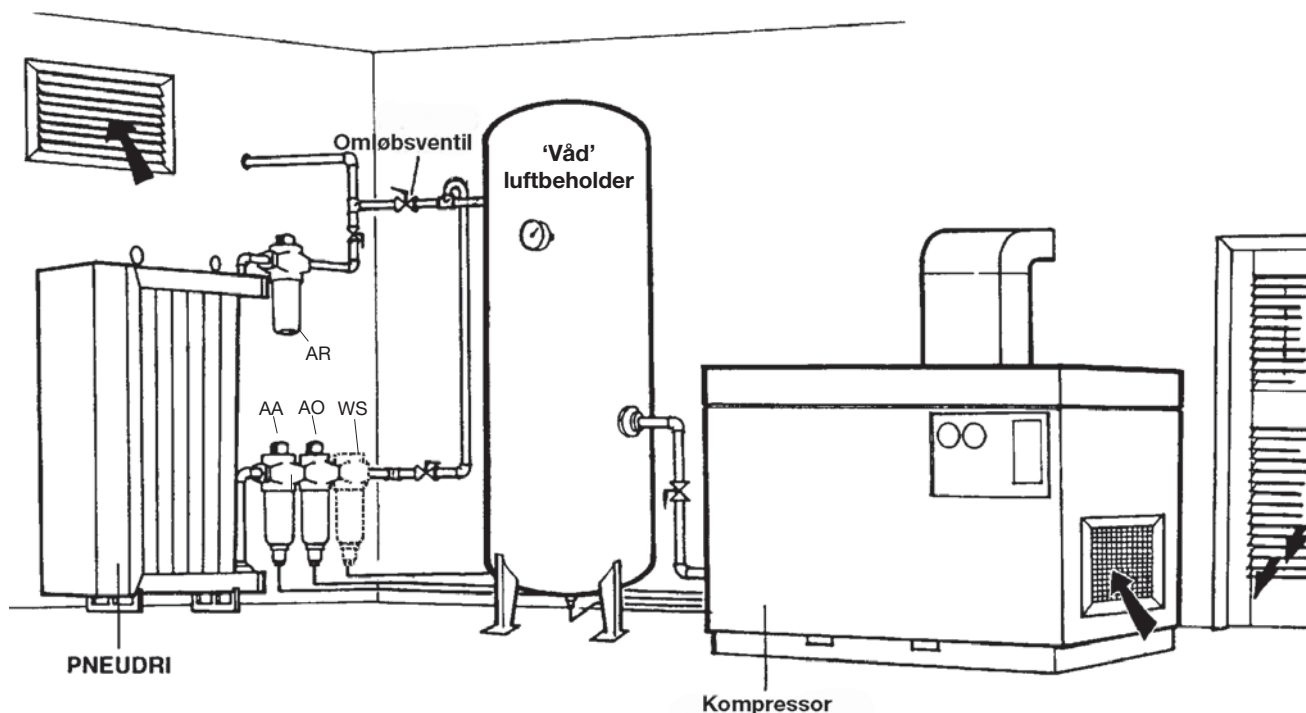 Omløbsventil
‘Våd’
luftbeholder
AR
AA
AO
WS
PNEUDRI
Kompressor